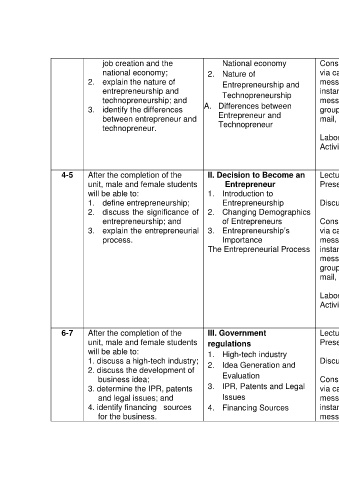 job creation and the
national economy;
2. explain the nature of
entrepreneurship and
technopreneurship; and
3. identify the differences
between entrepreneur and
technopreneur.
National economy
2. Nature of
Entrepreneurship and
Technopreneurship
A. Differences between
Entrepreneur and
Technopreneur
Cons
via ca
mess
instar
mess
group
mail,
Labor
Activi
4-5
After the completion of the
unit, male and female students
will be able to:
1. define entrepreneurship;
2. discuss the significance of
entrepreneurship; and
3. explain the entrepreneurial
process.
II. Decision to Become an
Entrepreneur
1. Introduction to
Entrepreneurship
2. Changing Demographics
of Entrepreneurs
3. Entrepreneurship's
Importance
The Entrepreneurial Process
Lectu
Prese
Discu
Cons
via ca
mess
instar
mess
group
mail,
Labor
Activi
6-7
After the completion of the
unit, male and female students
will be able to:
1. discuss a high-tech industry;
2. discuss the development of
business idea;
3. determine the IPR, patents
and legal issues; and
4. identify financing sources
for the business.
III. Government
regulations
1. High-tech industry
2. Idea Generation and
Evaluation
3. IPR, Patents and Legal
Issues
4. Financing Sources
Lectu
Prese
Discu
Cons
via ca
mess
instar
mess